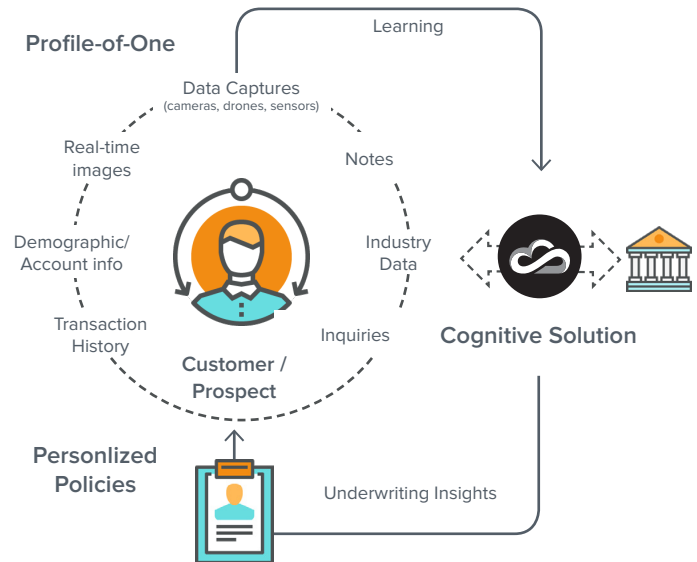 Profile-of-One
Learning
Data Captures
(cameras, drones, sensors)
Real-time
images
Notes
Demographic/
Account info
Industry
Data
Transaction
History
Inquiries
Customer /
Prospect
Cognitive Solution
Personlized
Policies
Underwriting Insights